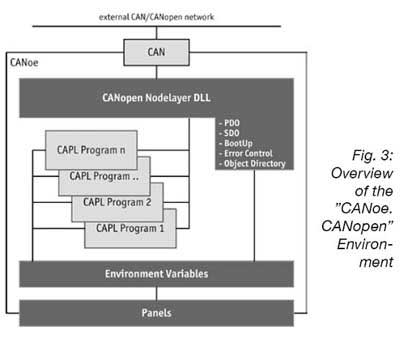 external CAN/CANopen network
CAN
CANoe
CANopen Nodelayer DLL
- PDO
- SDO
- BootUp
- Error Control
- Object Directory
CAPL Program n
CAPL Program ..
CAPL Program 2
CAPL Program 1
Environment Variables
Panels
Fig. 3:
Overview
of the
"CANoe.
CANopen"
Environ-
ment